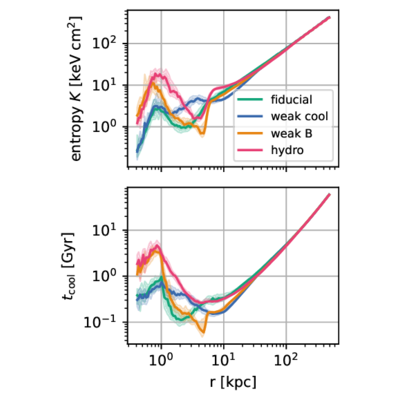 entropy K [keV cm²]
10²
10¹
10⁰
fiducial
weak cool
weak B
hydro
t_cool [Gyr]
10¹
10⁰
10⁻¹
10⁰
10¹
10²
r [kpc]